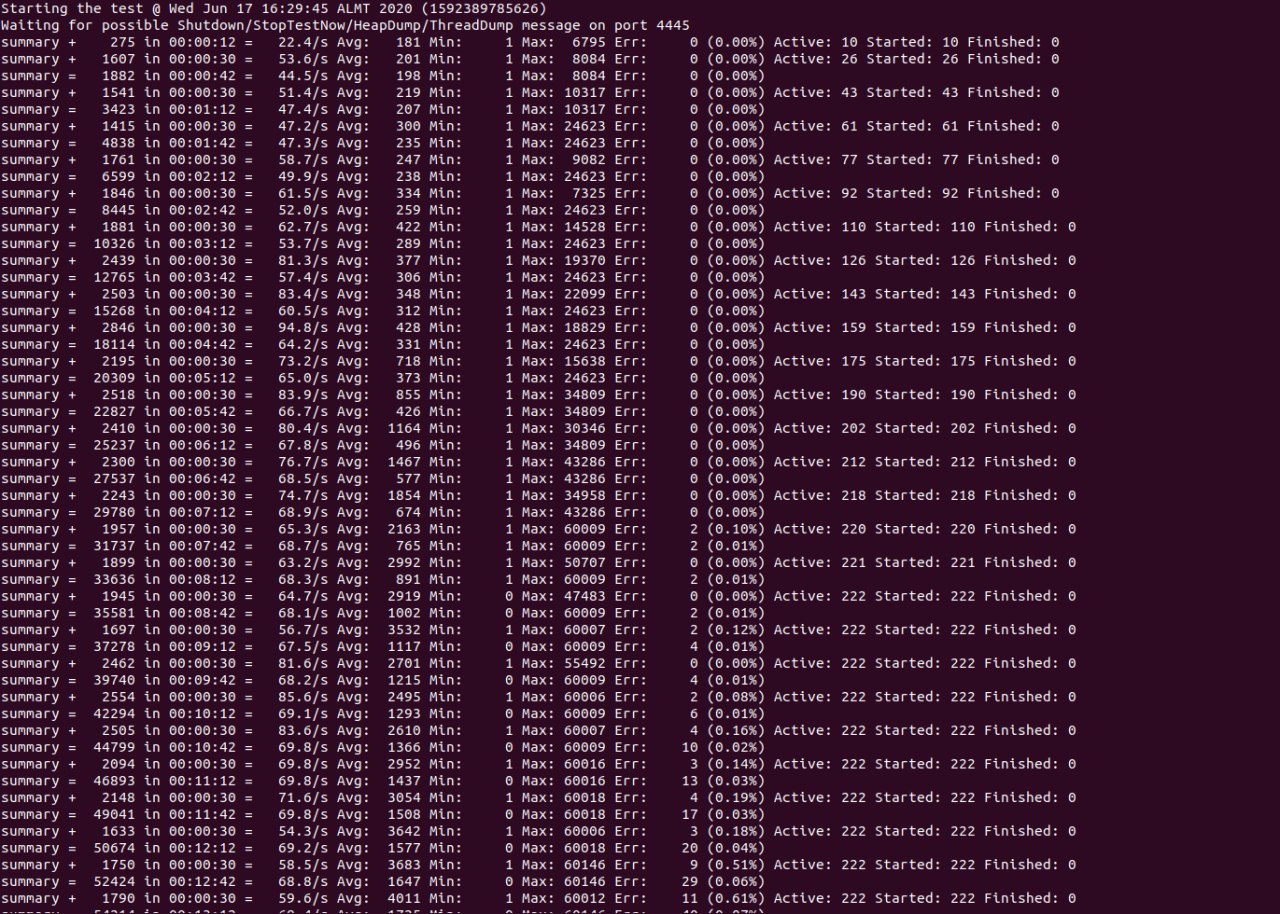 Starting the test @ Wed Jun 17 16:29:45 ALMT 2020 (1592389785626)
Waiting for possible Shutdown/StopTestNow/HeapDump/ThreadDump message on port 4445
summary +    275 in 00:00:12 =   22.4/s Avg:   181 Min:     1 Max:  6795 Err:     0 (0.00%) Active: 10 Started: 10 Finished: 0
summary +   1607 in 00:00:30 =   53.6/s Avg:   201 Min:     1 Max:  8084 Err:     0 (0.00%) Active: 26 Started: 26 Finished: 0
summary =   1882 in 00:00:42 =   44.5/s Avg:   198 Min:     1 Max:  8084 Err:     0 (0.00%)
summary +   1541 in 00:00:30 =   51.4/s Avg:   219 Min:     1 Max: 10317 Err:     0 (0.00%) Active: 43 Started: 43 Finished: 0
summary =   3423 in 00:01:12 =   47.4/s Avg:   207 Min:     1 Max: 10317 Err:     0 (0.00%)
summary +   1415 in 00:00:30 =   47.2/s Avg:   300 Min:     1 Max: 24623 Err:     0 (0.00%) Active: 61 Started: 61 Finished: 0
summary =   4838 in 00:01:42 =   47.3/s Avg:   235 Min:     1 Max: 24623 Err:     0 (0.00%)
summary +   1761 in 00:00:30 =   58.7/s Avg:   247 Min:     1 Max:  9082 Err:     0 (0.00%) Active: 77 Started: 77 Finished: 0
summary =   6599 in 00:02:12 =   49.9/s Avg:   238 Min:     1 Max: 24623 Err:     0 (0.00%)
summary +   1846 in 00:00:30 =   61.5/s Avg:   334 Min:     1 Max:  7325 Err:     0 (0.00%) Active: 92 Started: 92 Finished: 0
summary =   8445 in 00:02:42 =   52.0/s Avg:   259 Min:     1 Max: 24623 Err:     0 (0.00%)
summary +   1881 in 00:00:30 =   62.7/s Avg:   422 Min:     1 Max: 14528 Err:     0 (0.00%) Active: 110 Started: 110 Finished: 0
summary =  10326 in 00:03:12 =   53.7/s Avg:   289 Min:     1 Max: 24623 Err:     0 (0.00%)
summary +   2439 in 00:00:30 =   81.3/s Avg:   377 Min:     1 Max: 19370 Err:     0 (0.00%) Active: 126 Started: 126 Finished: 0
summary =  12765 in 00:03:42 =   57.4/s Avg:   306 Min:     1 Max: 24623 Err:     0 (0.00%)
summary +   2503 in 00:00:30 =   83.4/s Avg:   348 Min:     1 Max: 22099 Err:     0 (0.00%) Active: 143 Started: 143 Finished: 0
summary =  15268 in 00:04:12 =   60.5/s Avg:   312 Min:     1 Max: 24623 Err:     0 (0.00%)
summary +   2846 in 00:00:30 =   94.8/s Avg:   428 Min:     1 Max: 18829 Err:     0 (0.00%) Active: 159 Started: 159 Finished: 0
summary =  18114 in 00:04:42 =   64.2/s Avg:   331 Min:     1 Max: 24623 Err:     0 (0.00%)
summary +   2195 in 00:00:30 =   73.2/s Avg:   718 Min:     1 Max: 15638 Err:     0 (0.00%) Active: 175 Started: 175 Finished: 0
summary =  20309 in 00:05:12 =   65.0/s Avg:   373 Min:     1 Max: 24623 Err:     0 (0.00%)
summary +   2518 in 00:00:30 =   83.9/s Avg:   855 Min:     1 Max: 34809 Err:     0 (0.00%) Active: 190 Started: 190 Finished: 0
summary =  22827 in 00:05:42 =   66.7/s Avg:   426 Min:     1 Max: 34809 Err:     0 (0.00%)
summary +   2410 in 00:00:30 =   80.4/s Avg:  1164 Min:     1 Max: 30346 Err:     0 (0.00%) Active: 202 Started: 202 Finished: 0
summary =  25237 in 00:06:12 =   67.8/s Avg:   496 Min:     1 Max: 34809 Err:     0 (0.00%)
summary +   2300 in 00:00:30 =   76.7/s Avg:  1467 Min:     1 Max: 43286 Err:     0 (0.00%) Active: 212 Started: 212 Finished: 0
summary =  27537 in 00:06:42 =   68.5/s Avg:   577 Min:     1 Max: 43286 Err:     0 (0.00%)
summary +   2243 in 00:00:30 =   74.7/s Avg:  1854 Min:     1 Max: 34958 Err:     0 (0.00%) Active: 218 Started: 218 Finished: 0
summary =  29780 in 00:07:12 =   68.9/s Avg:   674 Min:     1 Max: 43286 Err:     0 (0.00%)
summary +   1957 in 00:00:30 =   65.3/s Avg:  2163 Min:     1 Max: 60009 Err:     2 (0.10%) Active: 220 Started: 220 Finished: 0
summary =  31737 in 00:07:42 =   68.7/s Avg:   765 Min:     1 Max: 60009 Err:     2 (0.01%)
summary +   1899 in 00:00:30 =   63.2/s Avg:  2992 Min:     1 Max: 50707 Err:     0 (0.00%) Active: 221 Started: 221 Finished: 0
summary =  33636 in 00:08:12 =   68.3/s Avg:   891 Min:     1 Max: 60009 Err:     2 (0.01%)
summary +   1945 in 00:00:30 =   64.7/s Avg:  2919 Min:     0 Max: 47483 Err:     0 (0.00%) Active: 222 Started: 222 Finished: 0
summary =  35581 in 00:08:42 =   68.1/s Avg:  1002 Min:     0 Max: 60009 Err:     2 (0.01%)
summary +   1697 in 00:00:30 =   56.7/s Avg:  3532 Min:     1 Max: 60007 Err:     2 (0.12%) Active: 222 Started: 222 Finished: 0
summary =  37278 in 00:09:12 =   67.5/s Avg:  1117 Min:     0 Max: 60009 Err:     4 (0.01%)
summary +   2462 in 00:00:30 =   81.6/s Avg:  2701 Min:     1 Max: 55492 Err:     0 (0.00%) Active: 222 Started: 222 Finished: 0
summary =  39740 in 00:09:42 =   68.2/s Avg:  1215 Min:     0 Max: 60009 Err:     4 (0.01%)
summary +   2554 in 00:00:30 =   85.6/s Avg:  2495 Min:     1 Max: 60006 Err:     2 (0.08%) Active: 222 Started: 222 Finished: 0
summary =  42294 in 00:10:12 =   69.1/s Avg:  1293 Min:     0 Max: 60009 Err:     6 (0.01%)
summary +   2505 in 00:00:30 =   83.6/s Avg:  2610 Min:     1 Max: 60007 Err:     4 (0.16%) Active: 222 Started: 222 Finished: 0
summary =  44799 in 00:10:42 =   69.8/s Avg:  1366 Min:     0 Max: 60009 Err:    10 (0.02%)
summary +   2094 in 00:00:30 =   69.8/s Avg:  2952 Min:     1 Max: 60016 Err:     3 (0.14%) Active: 222 Started: 222 Finished: 0
summary =  46893 in 00:11:12 =   69.8/s Avg:  1437 Min:     0 Max: 60016 Err:    13 (0.03%)
summary +   2148 in 00:00:30 =   71.6/s Avg:  3054 Min:     1 Max: 60018 Err:     4 (0.19%) Active: 222 Started: 222 Finished: 0
summary =  49041 in 00:11:42 =   69.8/s Avg:  1508 Min:     0 Max: 60018 Err:    17 (0.03%)
summary +   1633 in 00:00:30 =   54.3/s Avg:  3642 Min:     1 Max: 60006 Err:     3 (0.18%) Active: 222 Started: 222 Finished: 0
summary =  50674 in 00:12:12 =   69.2/s Avg:  1577 Min:     0 Max: 60018 Err:    20 (0.04%)
summary +   1750 in 00:00:30 =   58.5/s Avg:  3683 Min:     1 Max: 60146 Err:     9 (0.51%) Active: 222 Started: 222 Finished: 0
summary =  52424 in 00:12:42 =   68.8/s Avg:  1647 Min:     0 Max: 60146 Err:    29 (0.06%)
summary +   1790 in 00:00:30 =   59.6/s Avg:  4011 Min:     1 Max: 60012 Err:    11 (0.61%) Active: 222 Started: 222 Finished: 0